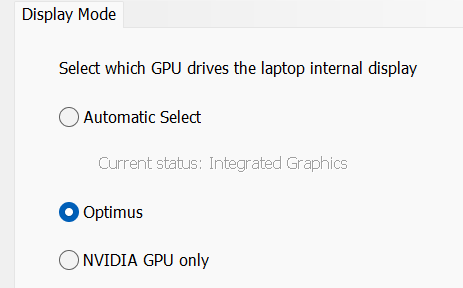 Display Mode
Select which GPU drives the laptop internal display
Automatic Select
Current status: Integrated Graphics
Optimus
NVIDIA GPU only